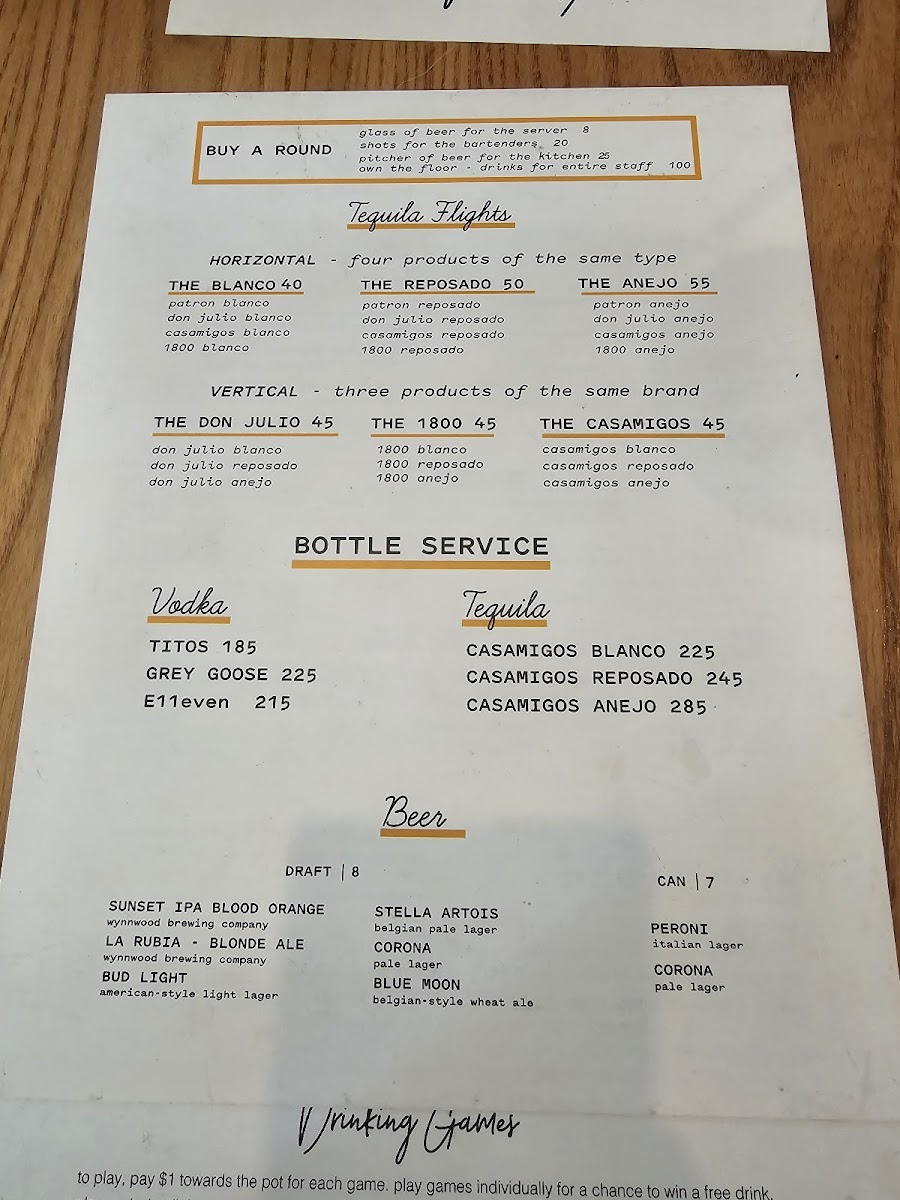 BUY A ROUND
glass of beer for the server 8
shots for the bartenders 20
pitcher of beer for the kitchen 25
own the floor - drinks for entire staff 100
Tequila Flights
HORIZONTAL - four products of the same type
THE BLANCO 40
patron blanco
don julio blanco
casamigos blanco
1800 blanco
THE REPOSADO 50
patron reposado
don julio reposado
casamigos reposado
1800 reposado
THE ANEJO 55
patron anejo
don julio anejo
casamigos anejo
1800 anejo
VERTICAL - three products of the same brand
THE DON JULIO 45
don julio blanco
don julio reposado
don julio anejo
THE 1800 45
1800 blanco
1800 reposado
1800 anejo
THE CASAMIGOS 45
casamigos blanco
casamigos reposado
casamigos anejo
BOTTLE SERVICE
Vodka
TITOS 185
GREY GOOSE 225
E11even 215
Tequila
CASAMIGOS BLANCO 225
CASAMIGOS REPOSADO 245
CASAMIGOS ANEJO 285
Beer
DRAFT | 8
SUNSET IPA BLOOD ORANGE
wynnwood brewing company
LA RUBIA - BLONDE ALE
wynnwood brewing company
BUD LIGHT
american-style light lager
STELLA ARTOIS
belgian pale lager
CORONA
pale lager
BLUE MOON
belgian-style wheat ale
CAN | 7
PERONI
italian lager
CORONA
pale lager
Drinking Games
to play, pay $1 towards the pot for each game. play games individually for a chance to win a free drink.